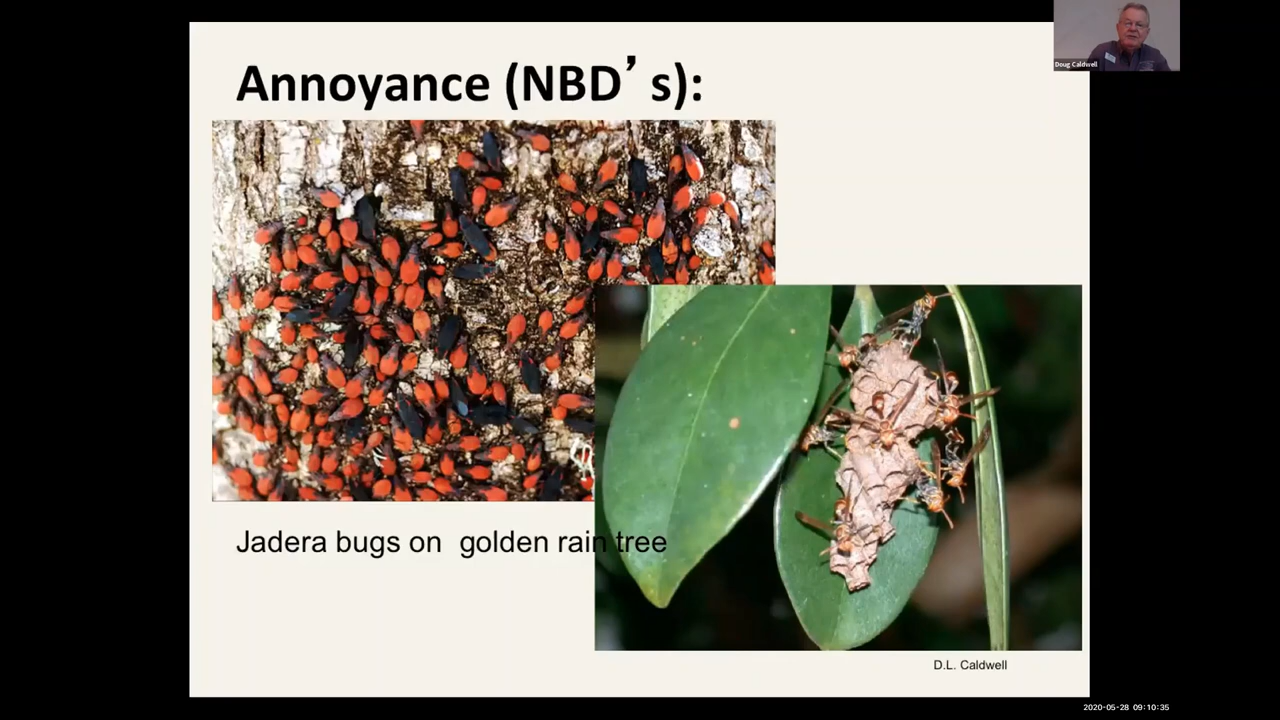 Annoyance (NBD’s):
Doug Caldwell
Jadera bugs on golden rain tree
D.L. Caldwell
2020-05-28 09:10:35